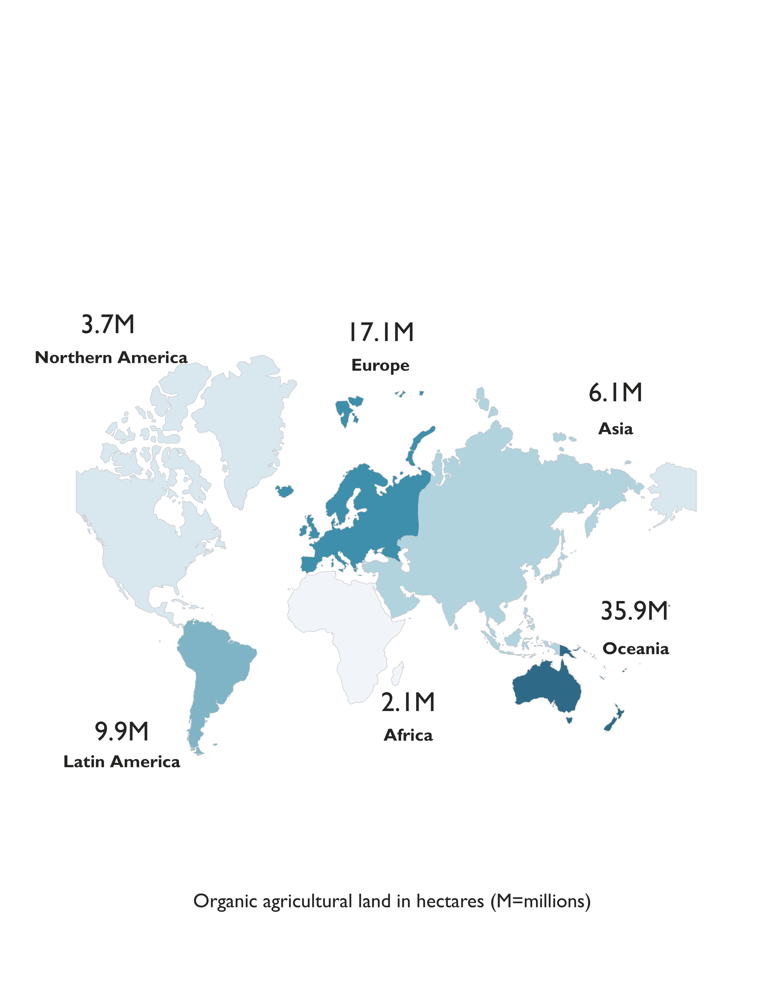 3.7M
Northern America
17.1M
Europe
6.1M
Asia
35.9M
Oceania
2.1M
Africa
9.9M
Latin America
Organic agricultural land in hectares (M=millions)